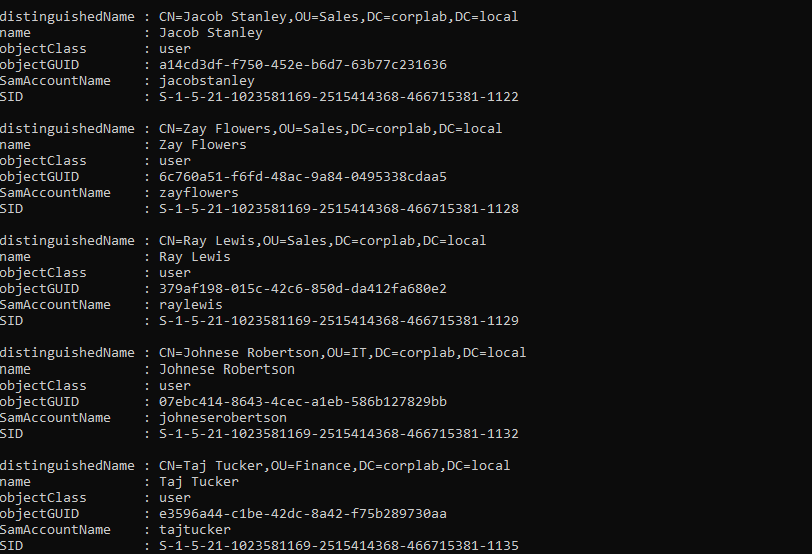 distinguishedName : CN=Jacob Stanley,OU=Sales,DC=corplab,DC=local
name              : Jacob Stanley
objectClass       : user
objectGUID        : a14cd3df-f750-452e-b6d7-63b77c231636
SamAccountName    : jacobstanley
SID               : S-1-5-21-1023581169-2515414368-466715381-1122

distinguishedName : CN=Zay Flowers,OU=Sales,DC=corplab,DC=local
name              : Zay Flowers
objectClass       : user
objectGUID        : 6c760a51-f6fd-48ac-9a84-0495338cdaa5
SamAccountName    : zayflowers
SID               : S-1-5-21-1023581169-2515414368-466715381-1128

distinguishedName : CN=Ray Lewis,OU=Sales,DC=corplab,DC=local
name              : Ray Lewis
objectClass       : user
objectGUID        : 379af198-015c-42c6-850d-da412fa680e2
SamAccountName    : raylewis
SID               : S-1-5-21-1023581169-2515414368-466715381-1129

distinguishedName : CN=Johnese Robertson,OU=IT,DC=corplab,DC=local
name              : Johnese Robertson
objectClass       : user
objectGUID        : 07ebc414-8643-4cec-a1eb-586b127829bb
SamAccountName    : johneserobertson
SID               : S-1-5-21-1023581169-2515414368-466715381-1132

distinguishedName : CN=Taj Tucker,OU=Finance,DC=corplab,DC=local
name              : Taj Tucker
objectClass       : user
objectGUID        : e3596a44-c1be-42dc-8a42-f75b289730aa
SamAccountName    : tajtucker
SID               : S-1-5-21-1023581169-2515414368-466715381-1135